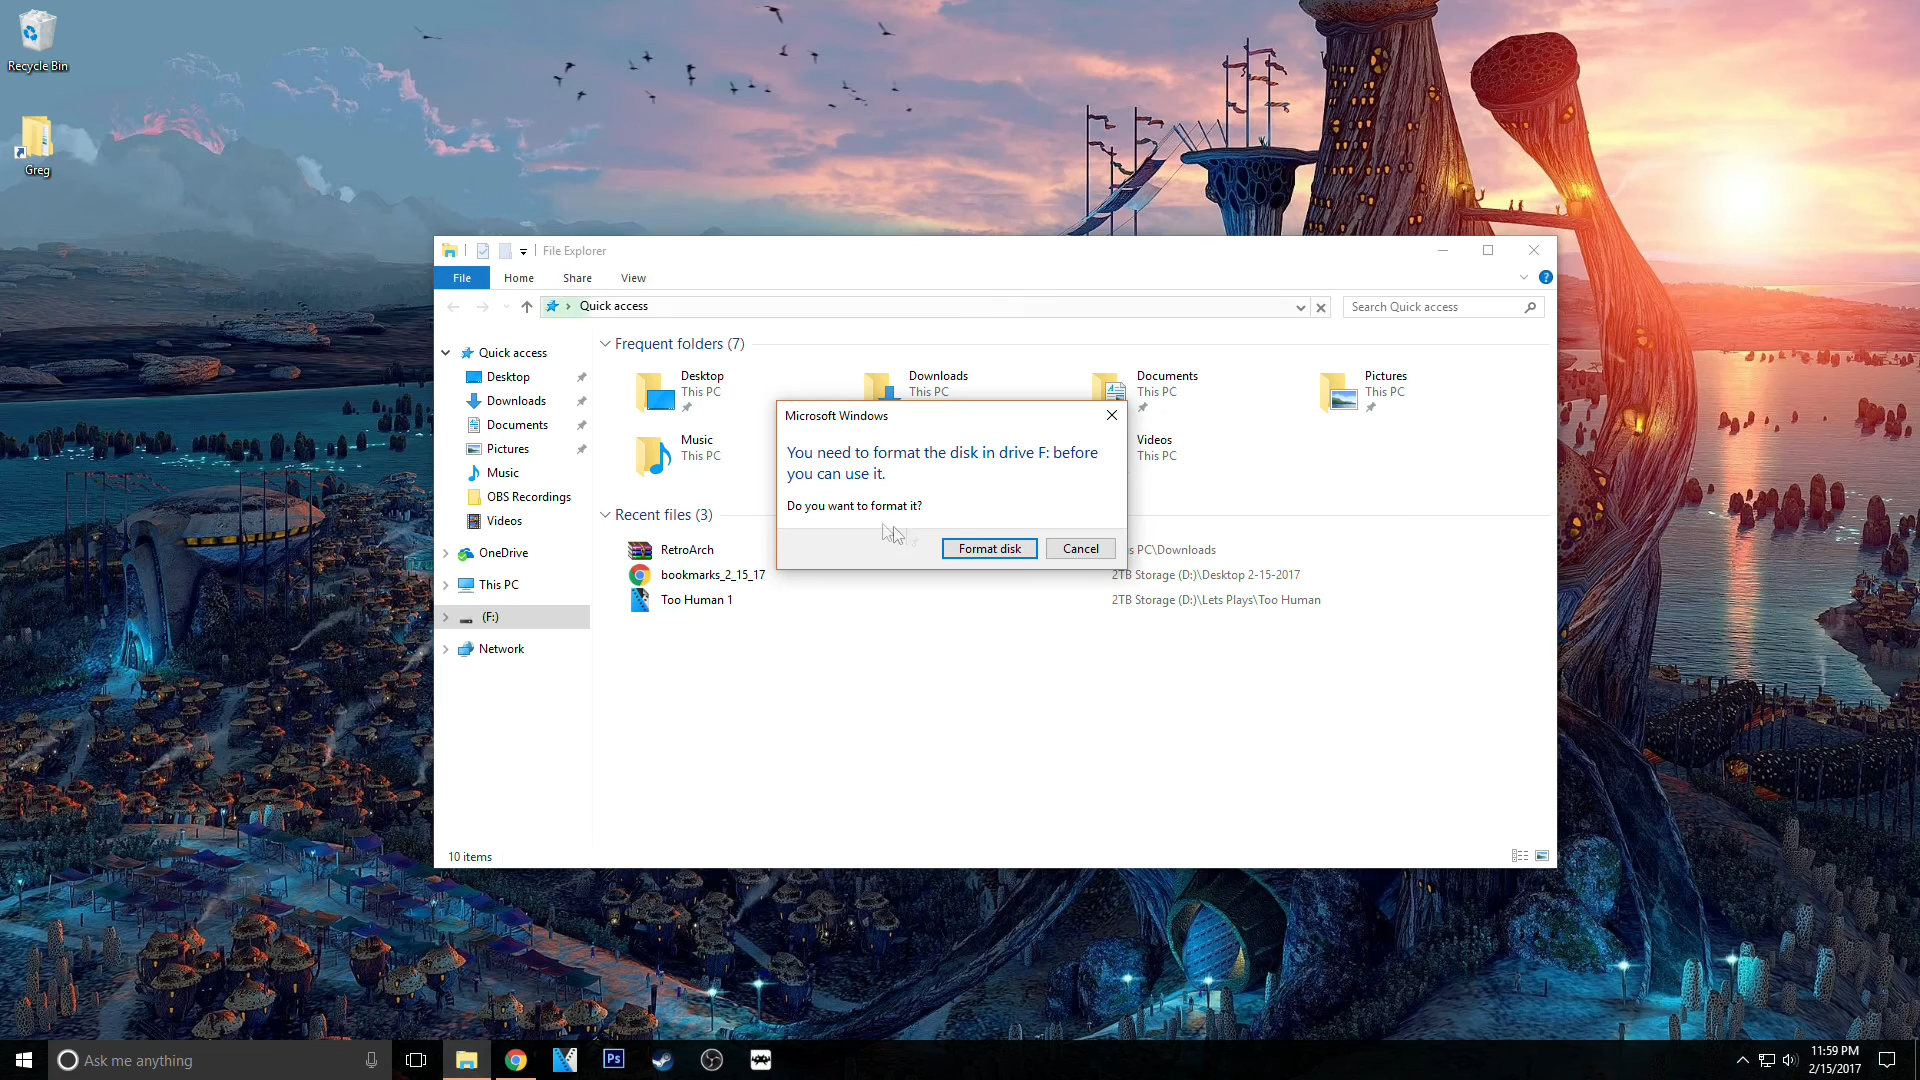 Recycle Bin
Greg
File Explorer
File
Home
Share
View
?
Quick access
Search Quick access
Quick access
Desktop
Downloads
Documents
Pictures
Music
OBS Recordings
Videos
OneDrive
This PC
(F:)
Network
Frequent folders (7)
Desktop
This PC
Downloads
This PC
Documents
This PC
Pictures
This PC
Music
This PC
Videos
This PC
Microsoft Windows
You need to format the disk in drive F: before
you can use it.
Do you want to format it?
Format disk
Cancel
Recent files (3)
RetroArch
s PC\Downloads
bookmarks_2_15_17
2TB Storage (D:)\Desktop 2-15-2017
Too Human 1
2TB Storage (D:)\Lets Plays\Too Human
10 items
Ask me anything
Ps
11:59 PM
2/15/2017